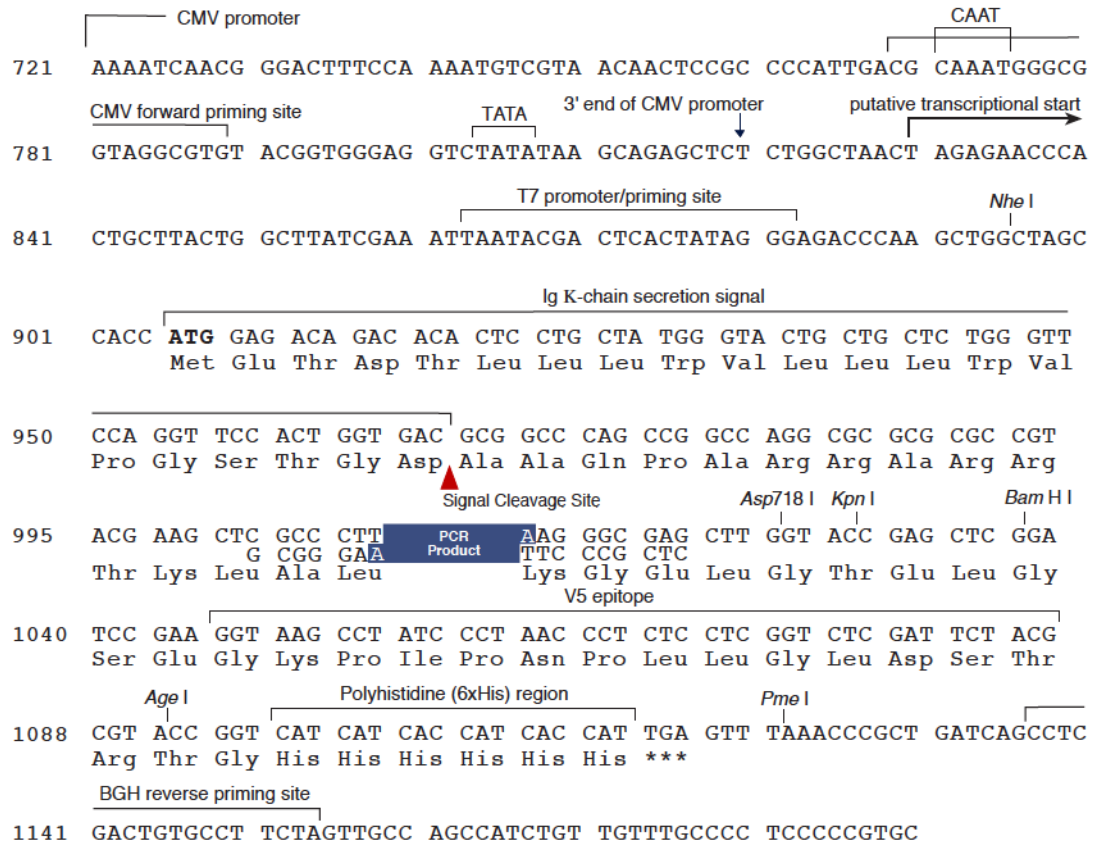 CMV promoter
CAAT
721 AAAATCAACG GGACTTTCCA AAATGTCGTA ACAACTCCGC CCCATTGACG CAAATGGGCG
CMV forward priming site
TATA
3' end of CMV promoter
putative transcriptional start
781 GTAGGCGTGT ACGGTGGGAG GTCTATATAA GCAGAGCTCT CTGGCTAACT AGAGAACCCA
T7 promoter/priming site
Nhe I
841 CTGCTTACTG GCTTATCGAA ATTAATACGA CTCACTATAG GGAGACCCAA GCTGGCTAGC
Ig K-chain secretion signal
901 CACC ATG GAG ACA GAC ACA CTC CTG CTA TGG GTA CTG CTG CTC TGG GTT
Met Glu Thr Asp Thr Leu Leu Leu Trp Val Leu Leu Leu Trp Val
950 CCA GGT TCC ACT GGT GAC GCG GCC CAG CCG GCC AGG CGC GCG CGC CGT
Pro Gly Ser Thr Gly Asp Ala Ala Gln Pro Ala Arg Arg Ala Arg Arg
Signal Cleavage Site
Asp718 I
Kpn I
Bam H I
995 ACG AAG CTC GCC CTT PCR Product AAG GGC GAG CTT GGT ACC GAG CTC GGA
G CGG GAA TTC CCG CTC
Thr Lys Leu Ala Leu Lys Gly Glu Leu Gly Thr Glu Leu Gly
V5 epitope
1040 TCC GAA GGT AAG CCT ATC CCT AAC CCT CTC CTC GGT CTC GAT TCT ACG
Ser Glu Gly Lys Pro Ile Pro Asn Pro Leu Leu Gly Leu Asp Ser Thr
Age I
Polyhistidine (6xHis) region
Pme I
1088 CGT ACC GGT CAT CAT CAC CAT CAC CAT TGA GTT TAAACCCGCT GATCAGCCTC
Arg Thr Gly His His His His His His ***
BGH reverse priming site
1141 GACTGTGCCT TCTAGTTGCC AGCCATCTGT TGTTTGCCCC TCCCCCGTGC